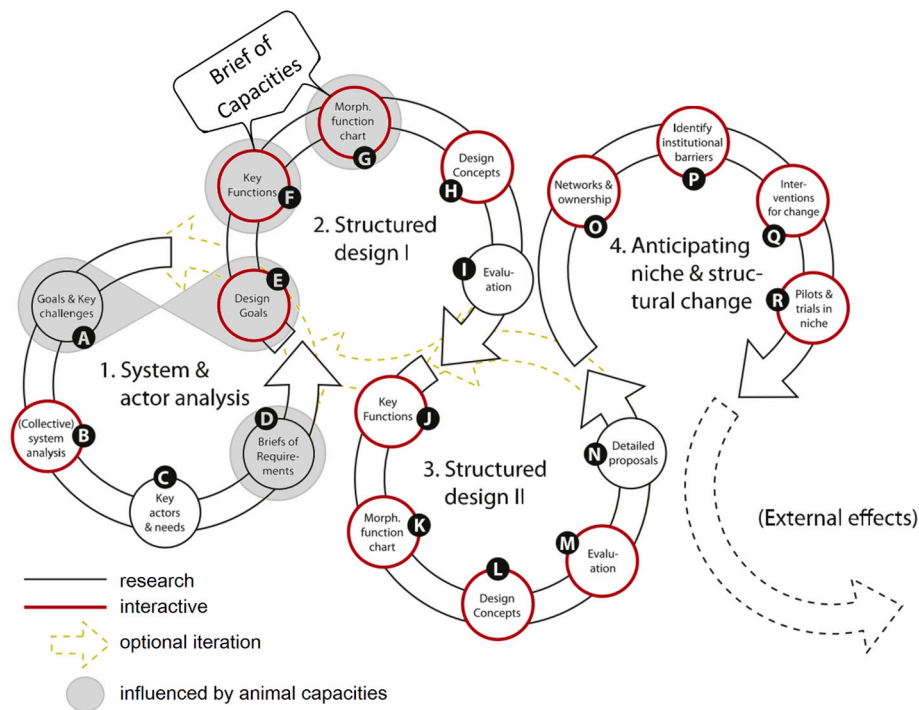 Brief of
Capacities
Goals & Key
challenges
A
(Collective)
system
analysis
B
C
Key
actors
& needs
D
Briefs of
Require-
ments
1. System &
actor analysis
E
Design
Goals
Key
Functions
F
Morph.
function
chart
G
Design
Concepts
H
I
Evalu-
ation
2. Structured
design I
Key
Functions
J
Morph.
function
chart
K
L
Design
Concepts
M
Evalu-
ation
N
Detailed
proposals
3. Structured
design II
Networks &
ownership
O
Identify
institutional
barriers
P
Inter-
ventions
for change
Q
R
Pilots &
trials in
niche
4. Anticipating
niche & struc-
tural change
(External effects)
research
interactive
optional iteration
influenced by animal capacities